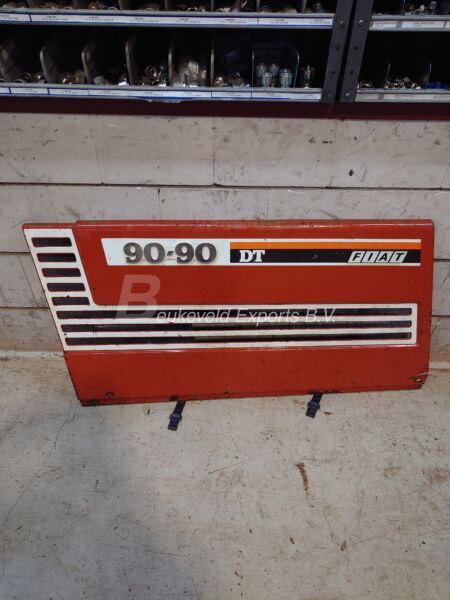 90-90 DT FIAT
Beukeveld Exports B.V.